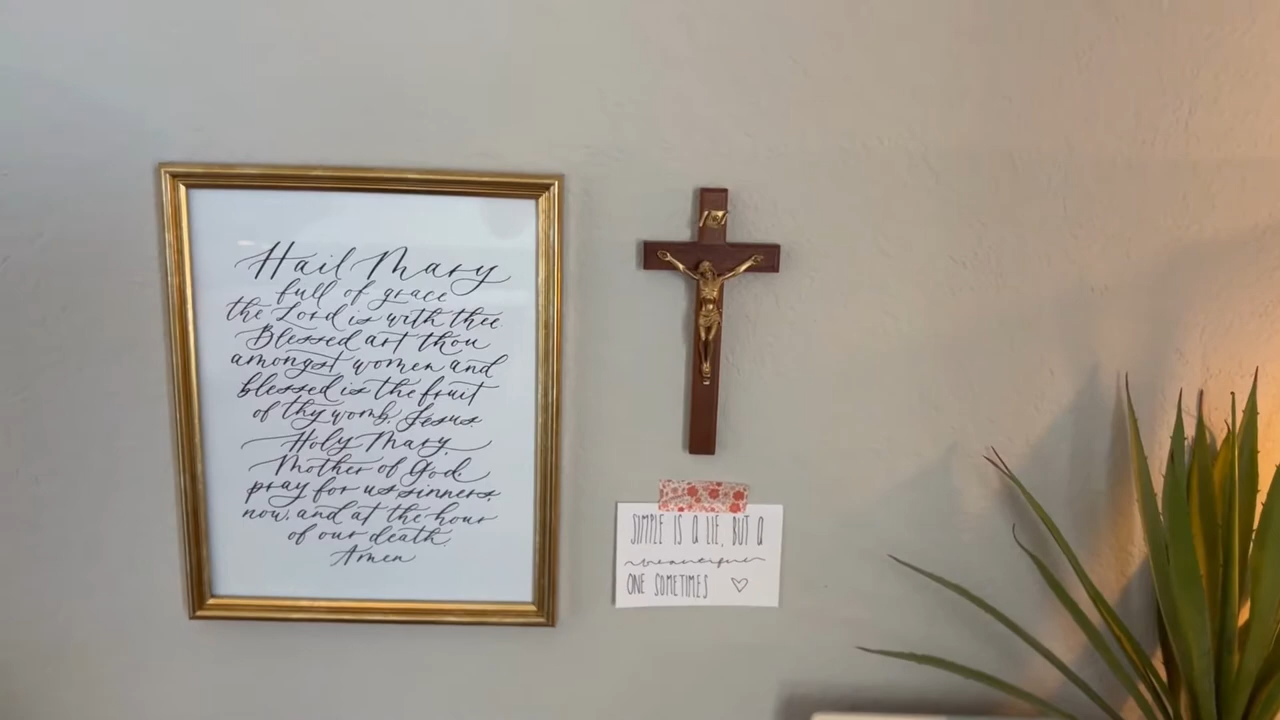 Hail Mary
full of grace
the Lord is with thee
Blessed art thou
amongst women and
blessed is the fruit
of thy womb, Jesus.
Holy Mary,
Mother of God,
pray for us sinners,
now, and at the hour
of our death.
Amen
SIMPLE IS A LIE, BUT A
beautiful
ONE SOMETIMES